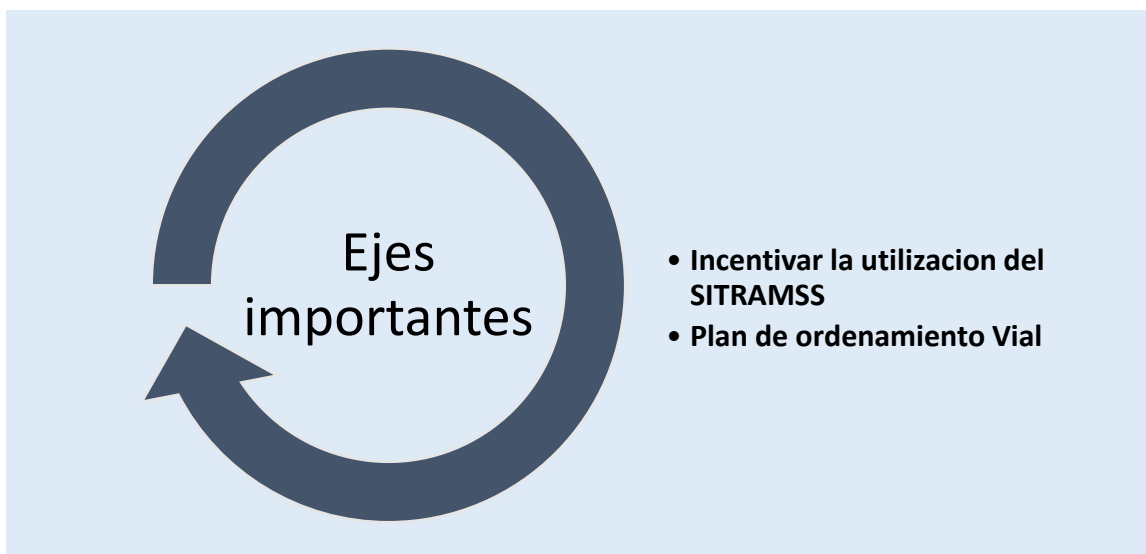 Ejes
importantes
• Incentivar la utilizacion del
SITRAMSS
• Plan de ordenamiento Vial